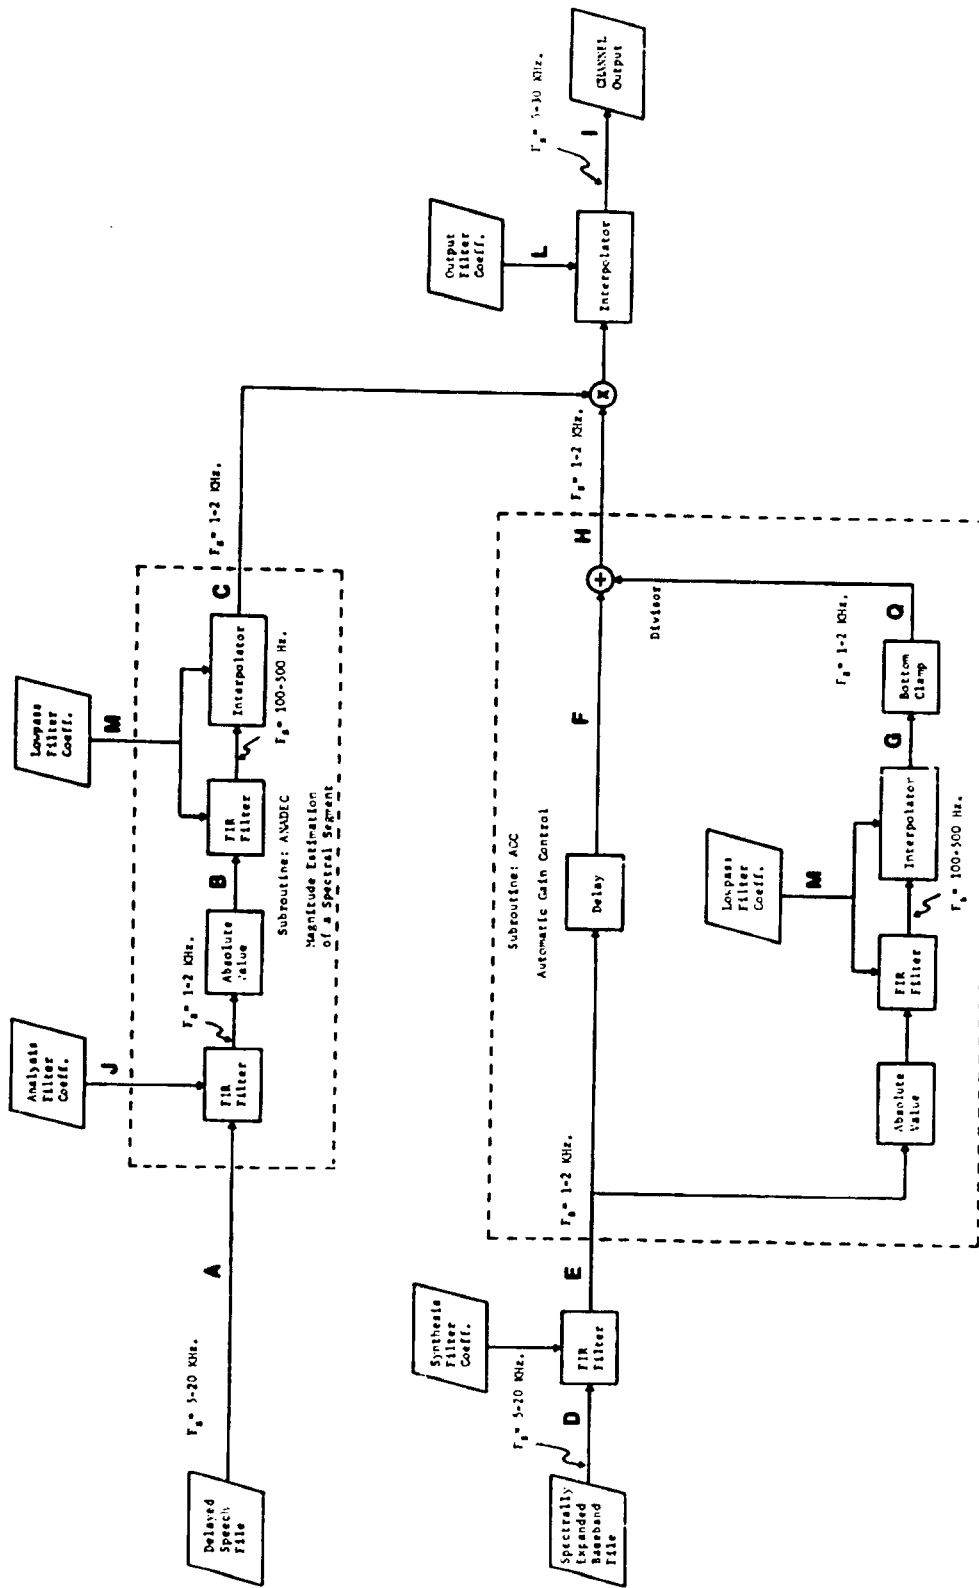 Delayed
Speech
File
F_s = 5-20 KHz.
A
Analysis
Filter
Coeff.
J
FIR
Filter
F_s = 1-2 KHz.
Absolute
Value
B
FIR
Filter
Lowpass
Filter
Coeff.
M
Interpolator
F_s = 100-500 Hz.
C
F_s = 1-2 KHz.
Subroutine: ANADEC
Magnitude Estimation
of a Spectral Segment
Spectrally
Expanded
Baseband
File
F_s = 5-20 KHz.
D
Synthesis
Filter
Coeff.
FIR
Filter
E
F_s = 1-2 KHz.
Subroutine: AGC
Automatic Gain Control
Delay
F
Absolute
Value
FIR
Filter
Lowpass
Filter
Coeff.
M
Interpolator
F_s = 100-500 Hz.
G
Bottom
Clamp
Q
F_s = 1-2 KHz.
Divisor
+
H
F_s = 1-2 KHz.
x
Output
Filter
Coeff.
L
Interpolator
I
CHANNEL
Output